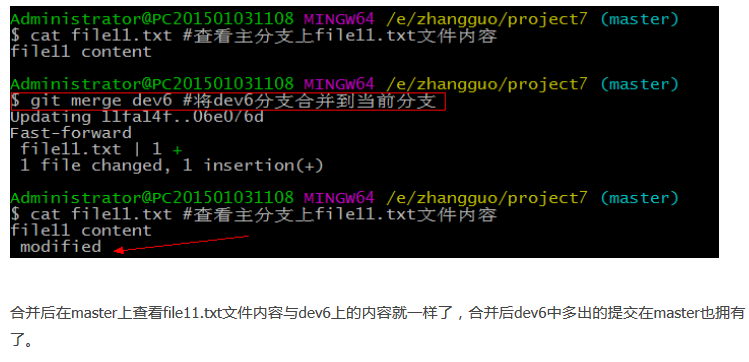 Administrator@PC201501031108 MINGW64 /e/zhangguo/project7 (master)
$ cat file11.txt #查看主分支上file11.txt文件内容
file11 content
Administrator@PC201501031108 MINGW64 /e/zhangguo/project7 (master)
$ git merge dev6 #将dev6分支合并到当前分支
Updating 11fa14f..06e076d
Fast-forward
 file11.txt | 1 +
 1 file changed, 1 insertion(+)
Administrator@PC201501031108 MINGW64 /e/zhangguo/project7 (master)
$ cat file11.txt #查看主分支上file11.txt文件内容
file11 content
 modified
合并后在master上查看file11.txt文件内容与dev6上的内容就一样了，合并后dev6中多出的提交在master也拥有
了。